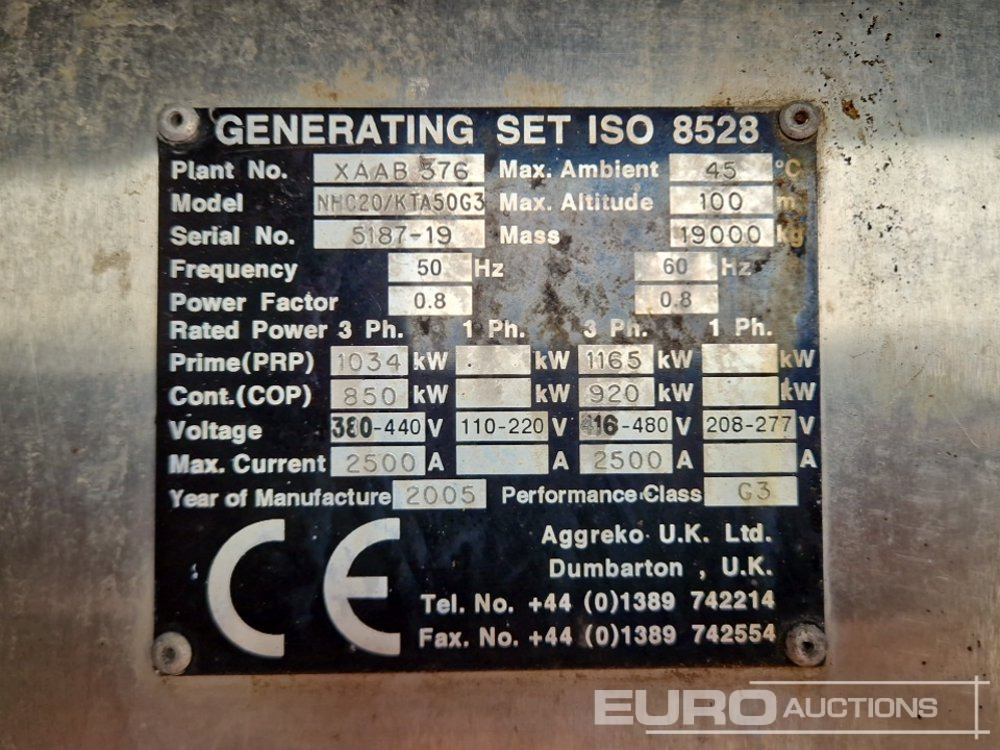 GENERATING SET ISO 8528
Plant No. XAAB 376 Max. Ambient 45 °C
Model NHC20/KTA50G3 Max. Altitude 100 m
Serial No. 5187-19 Mass 19000 kg
Frequency 50 Hz 60 Hz
Power Factor 0.8 0.8
Rated Power 3 Ph. 1 Ph. 3 Ph. 1 Ph.
Prime(PRP) 1034 kW kW 1165 kW kW
Cont.(COP) 850 kW kW 920 kW kW
Voltage 380-440 V 110-220 V 416-480 V 208-277 V
Max. Current 2500 A A 2500 A A
Year of Manufacture 2005 Performance Class G3
CE
Aggreko U.K. Ltd.
Dumbarton , U.K.
Tel. No. +44 (0)1389 742214
Fax. No. +44 (0)1389 742554
EURO AUCTIONS